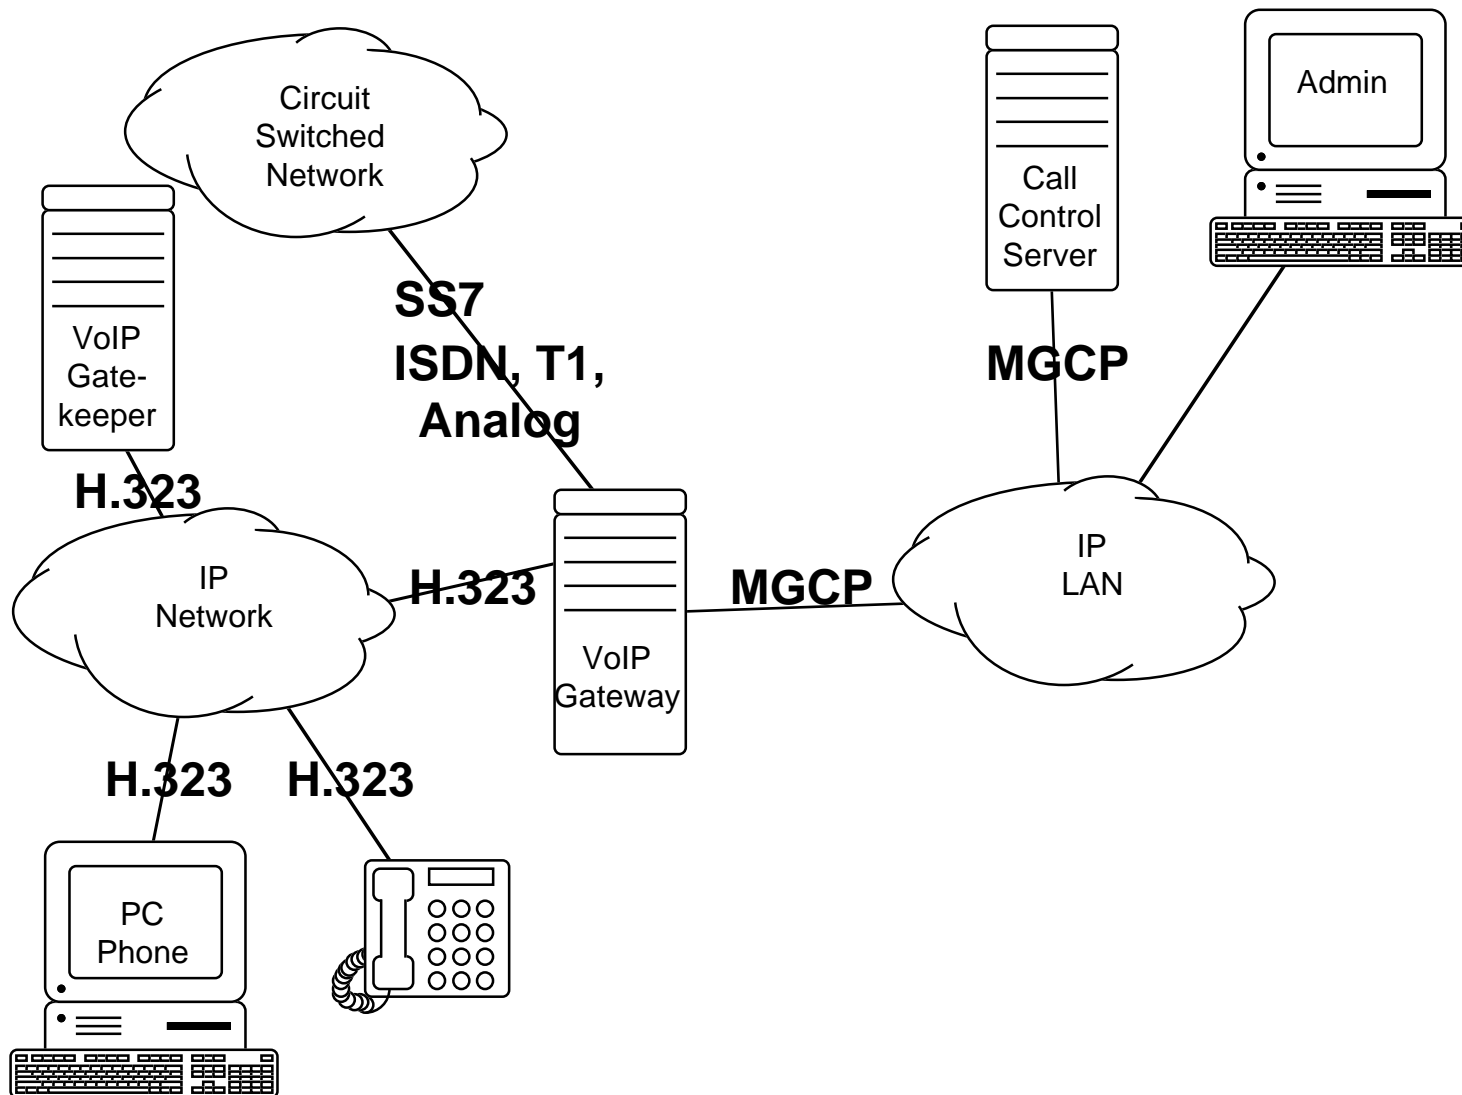 Circuit
Switched
Network
Call
Control
Server
Admin
VoIP
Gate-
keeper
SS7
ISDN, T1,
Analog
MGCP
H.323
IP
Network
H.323
VoIP
Gateway
MGCP
IP
LAN
H.323
H.323
PC
Phone